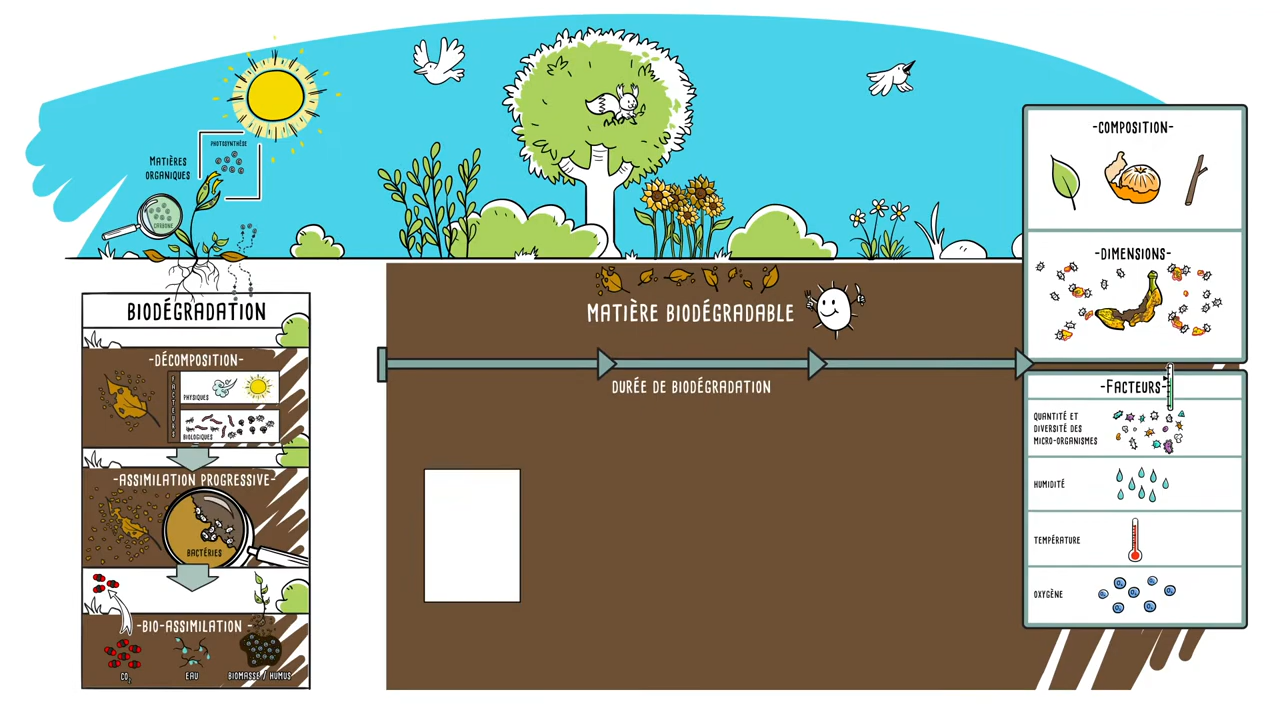 PHOTOSYNTHÈSE
MATIÈRES
ORGANIQUES
CARBONE
BIODÉGRADATION
-DÉCOMPOSITION-
FACTEURS
PHYSIQUES
BIOLOGIQUES
-ASSIMILATION PROGRESSIVE-
BACTÉRIES
-BIO-ASSIMILATION -
CO₂
EAU
BIOMASSE / HUMUS
MATIÈRE BIODÉGRADABLE
DURÉE DE BIODÉGRADATION
-COMPOSITION-
-DIMENSIONS-
-FACTEURS-
QUANTITÉ ET
DIVERSITÉ DES
MICRO-ORGANISMES
HUMIDITÉ
TEMPÉRATURE
OXYGÈNE